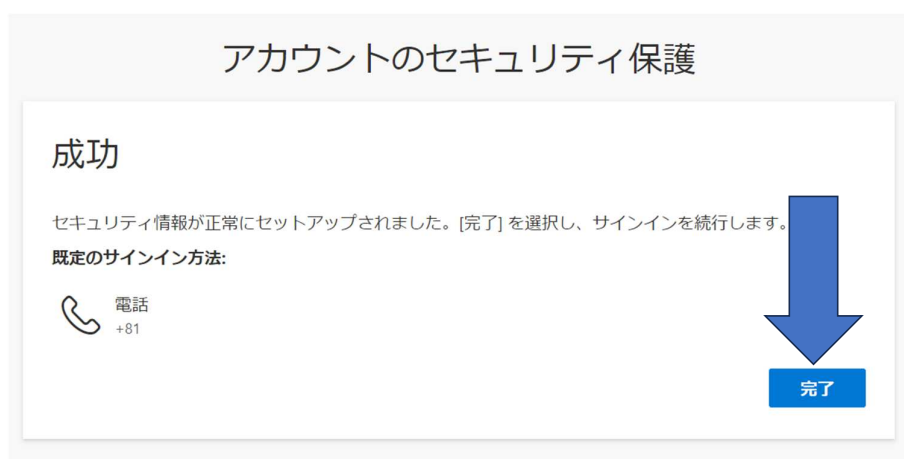 アカウントのセキュリティ保護
成功
セキュリティ情報が正常にセットアップされました。[完了] を選択し、サインインを続行します。
既定のサインイン方法:
電話
+81
完了